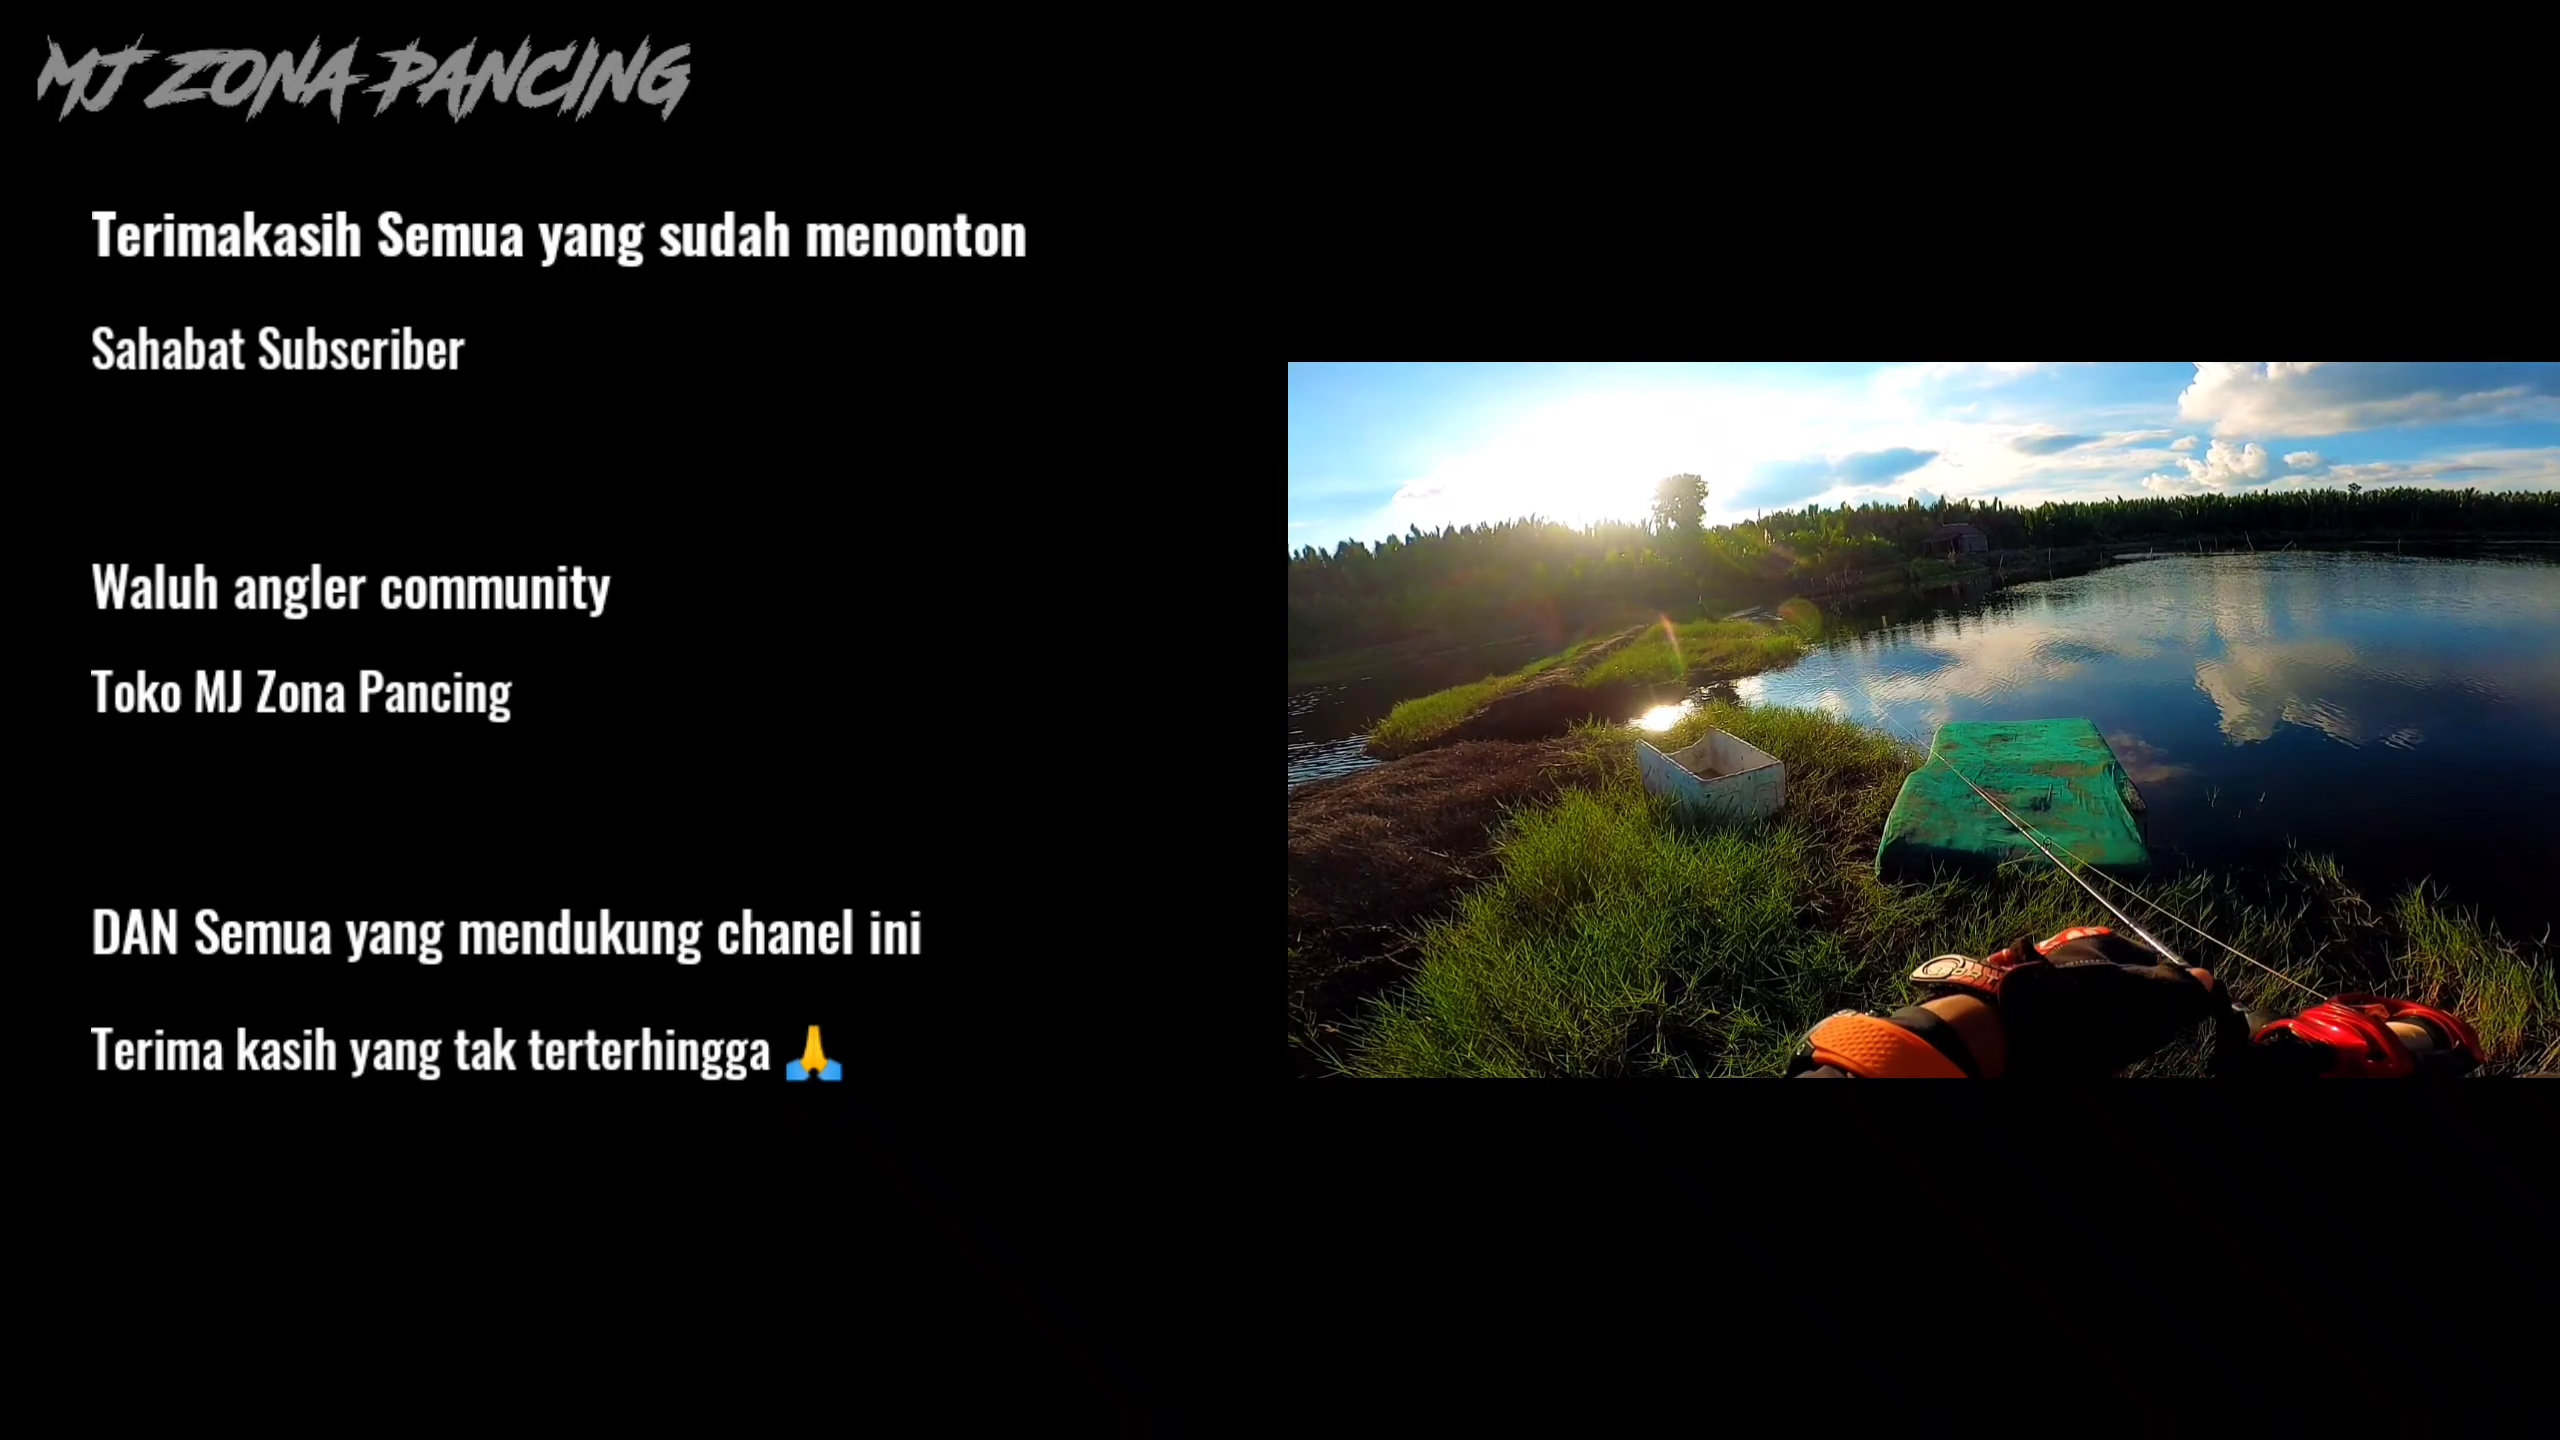 MJ ZONA PANCING
Terimakasih Semua yang sudah menonton
Sahabat Subscriber
Waluh angler community
Toko MJ Zona Pancing
DAN Semua yang mendukung chanel ini
Terima kasih yang tak terterhingga 🙏